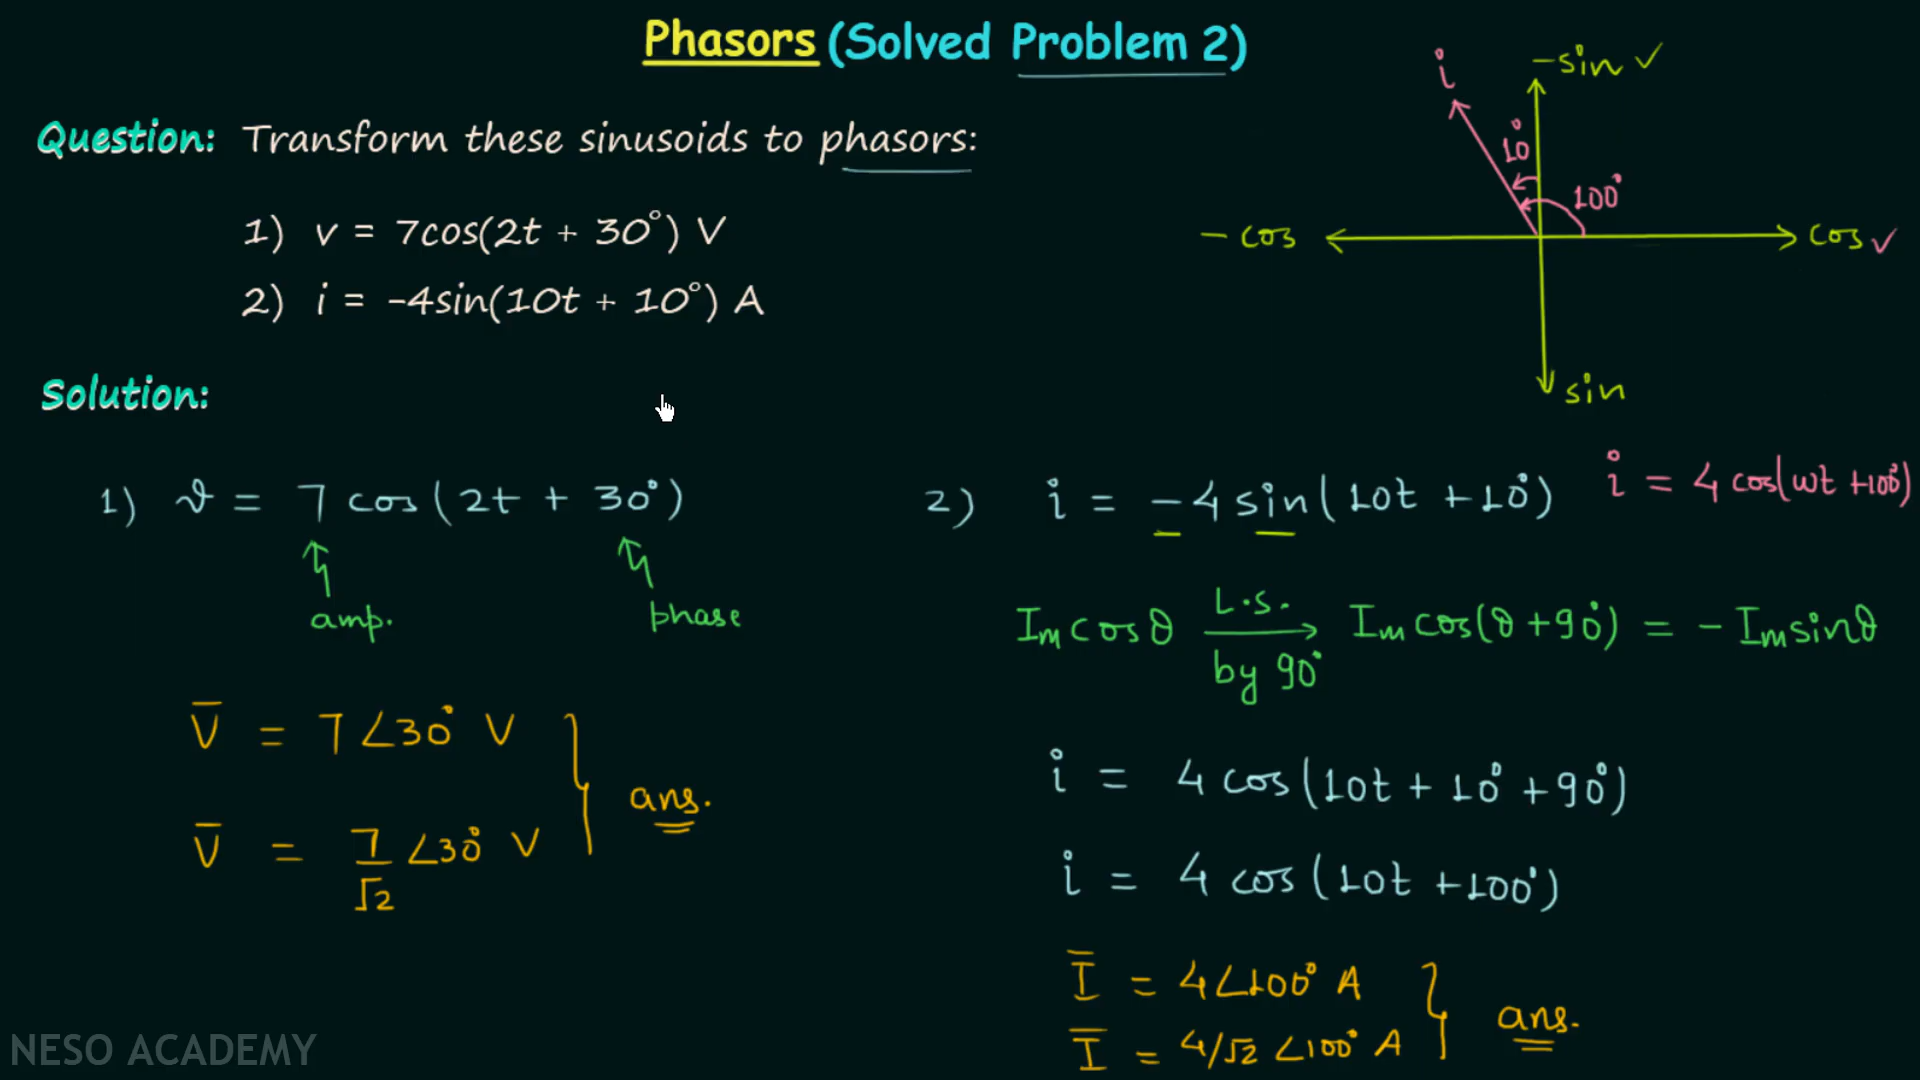 Phasors (Solved Problem 2)
Question: Transform these sinusoids to phasors:
1) v = 7cos(2t + 30°) V
2) i = -4sin(10t + 10°) A
i
-sin ✓
10°
100°
- cos
cos ✓
sin
Solution:
1) v = 7 cos(2t + 30°)
amp.
phase
V̅ = 7∠30° V
V̅ = 7/√2 ∠30° V
ans.
2) i = -4 sin(10t + 10°)
i = 4 cos(ωt + 100°)
Im cosθ L.S. by 90° → Im cos(θ + 90°) = - Im sinθ
i = 4 cos(10t + 10° + 90°)
i = 4 cos(10t + 100°)
I̅ = 4∠100° A
I̅ = 4/√2 ∠100° A
ans.
NESO ACADEMY